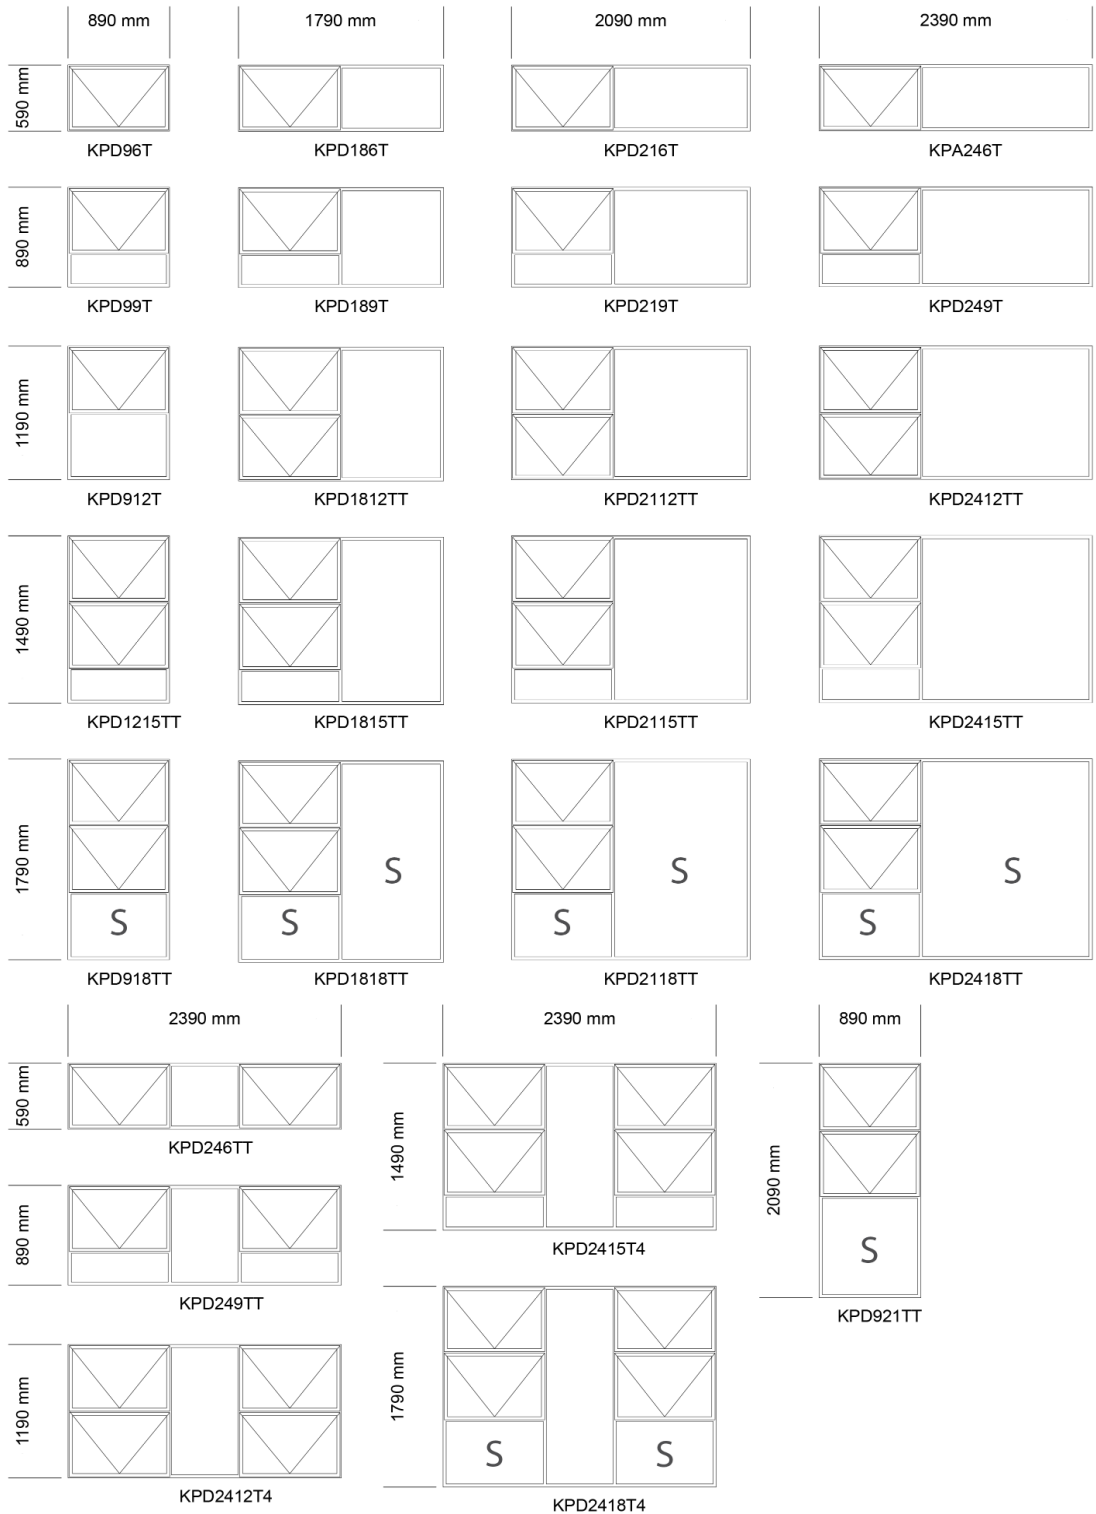 890 mm
1790 mm
2090 mm
2390 mm
590 mm
KPD96T
KPD186T
KPD216T
KPA246T
890 mm
KPD99T
KPD189T
KPD219T
KPD249T
1190 mm
KPD912T
KPD1812TT
KPD2112TT
KPD2412TT
1490 mm
KPD1215TT
KPD1815TT
KPD2115TT
KPD2415TT
1790 mm
S
S
S
S
S
S
S
KPD918TT
KPD1818TT
KPD2118TT
KPD2418TT
2390 mm
2390 mm
890 mm
590 mm
KPD246TT
890 mm
KPD249TT
1190 mm
KPD2412T4
1490 mm
KPD2415T4
1790 mm
S
S
KPD2418T4
2090 mm
S
KPD921TT